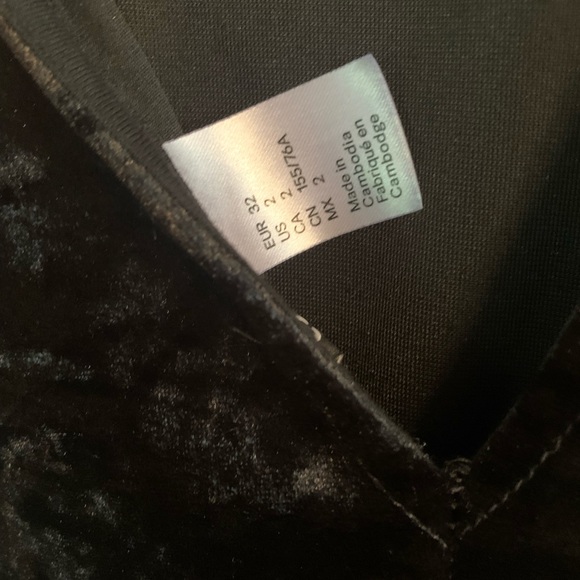 EUR 32
US 2
CA 2
CN 155/76A
MX 2
Made in
Cambodia
Fabriqué en
Cambodge